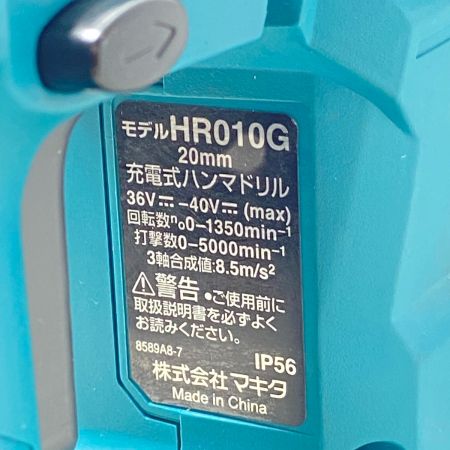 モデルHR010G
20mm
充電式ハンマドリル
36V⎓-40V⎓(max)
回転数n₀0-1350min⁻¹
打撃数0-5000min⁻¹
3軸合成値:8.5m/s²
⚠警告 •ご使用前に
取扱説明書を必ずよく
お読みください。
8589A8-7
IP56
株式会社マキタ
Made in China